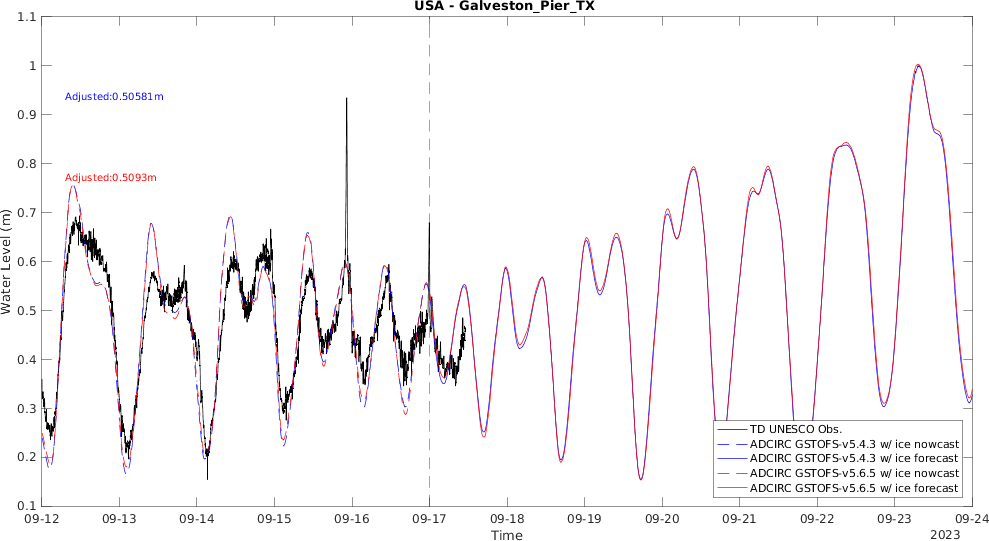 USA - Galveston_Pier_TX
1.1
1
0.9
0.8
0.7
0.6
0.5
0.4
0.3
0.2
0.1
Water Level (m)
Adjusted:0.50581m
Adjusted:0.5093m
TD UNESCO Obs.
ADCIRC GSTOFS-v5.4.3 w/ ice nowcast
ADCIRC GSTOFS-v5.4.3 w/ ice forecast
ADCIRC GSTOFS-v5.6.5 w/ ice nowcast
ADCIRC GSTOFS-v5.6.5 w/ ice forecast
09-12 09-13 09-14 09-15 09-16 09-17 09-18 09-19 09-20 09-21 09-22 09-23 09-24
Time
2023